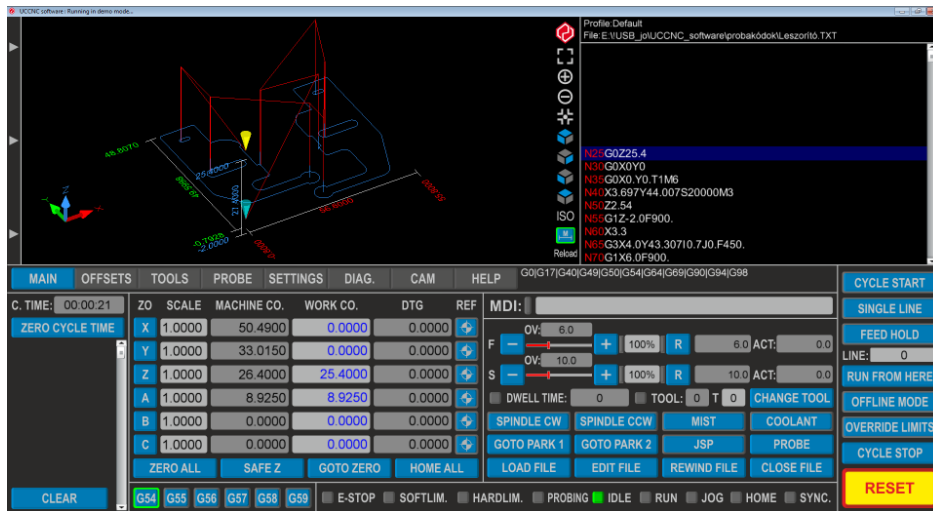 UCCNC software: Running in demo mode...
Profile:Default
File:E:\!USB_jo\UCCNC_software\probakódok\Leszorító.TXT
48.8070
25.4000
21.4000
-0.7928
-2.0000
N25G0Z25.4
N30G0X0Y0
N35G0X0.Y0.T1M6
N40X3.697Y44.007S20000M3
N50Z2.54
N55G1Z-2.0F900.
N60X3.3
N65G3X4.0Y43.307I0.7J0.F450.
N70G1X6.0F900.
ISO
Reload
Z
Y
X
MAIN OFFSETS TOOLS PROBE SETTINGS DIAG. CAM HELP
G0|G17|G40|G49|G50|G54|G64|G69|G90|G94|G98
C. TIME: 00:00:21
ZERO CYCLE TIME
CLEAR
ZO SCALE MACHINE CO. WORK CO. DTG REF
X 1.0000 50.4900 0.0000 0.0000
Y 1.0000 33.0150 0.0000 0.0000
Z 1.0000 26.4000 25.4000 0.0000
A 1.0000 8.9250 8.9250 0.0000
B 1.0000 0.0000 0.0000 0.0000
C 1.0000 0.0000 0.0000 0.0000
ZERO ALL SAFE Z GOTO ZERO HOME ALL
MDI:
OV: 6.0
F − + 100% R 6.0 ACT: 0.0
OV: 10.0
S − + 100% R 10.0 ACT: 0.0
DWELL TIME: 0 TOOL: 0 T 0 CHANGE TOOL
SPINDLE CW SPINDLE CCW MIST COOLANT
GOTO PARK 1 GOTO PARK 2 JSP PROBE
LOAD FILE EDIT FILE REWIND FILE CLOSE FILE
G54 G55 G56 G57 G58 G59 E-STOP SOFTLIM. HARDLIM. PROBING IDLE RUN JOG HOME SYNC.
CYCLE START
SINGLE LINE
FEED HOLD
LINE: 0
RUN FROM HERE
OFFLINE MODE
OVERRIDE LIMITS
CYCLE STOP
RESET